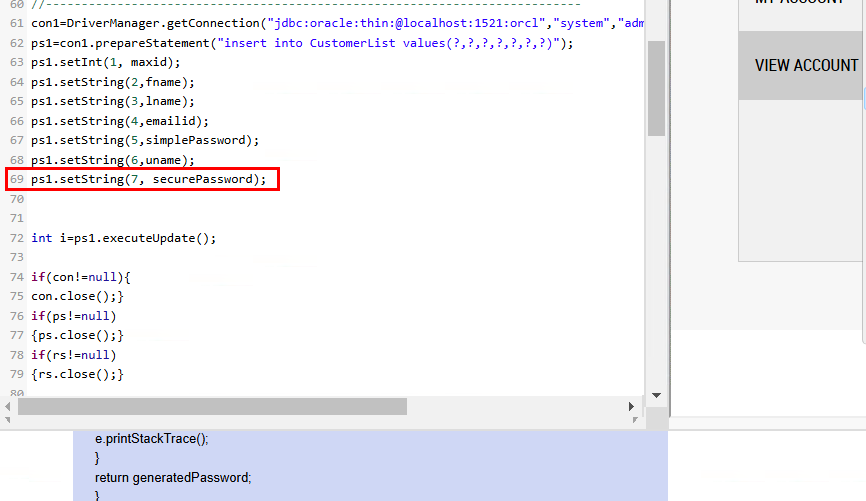 60 //----------------------------------------------------------------------
61 con1=DriverManager.getConnection("jdbc:oracle:thin:@localhost:1521:orcl","system","adm
62 ps1=con1.prepareStatement("insert into CustomerList values(?,?,?,?,?,?,?)");
63 ps1.setInt(1, maxid);
64 ps1.setString(2,fname);
65 ps1.setString(3,lname);
66 ps1.setString(4,emailid);
67 ps1.setString(5,simplePassword);
68 ps1.setString(6,uname);
69 ps1.setString(7, securePassword);
70
71
72 int i=ps1.executeUpdate();
73
74 if(con!=null){
75 con.close();}
76 if(ps!=null)
77 {ps.close();}
78 if(rs!=null)
79 {rs.close();}
80
MY ACCOUNT
VIEW ACCOUNT
e.printStackTrace();
}
return generatedPassword;
}